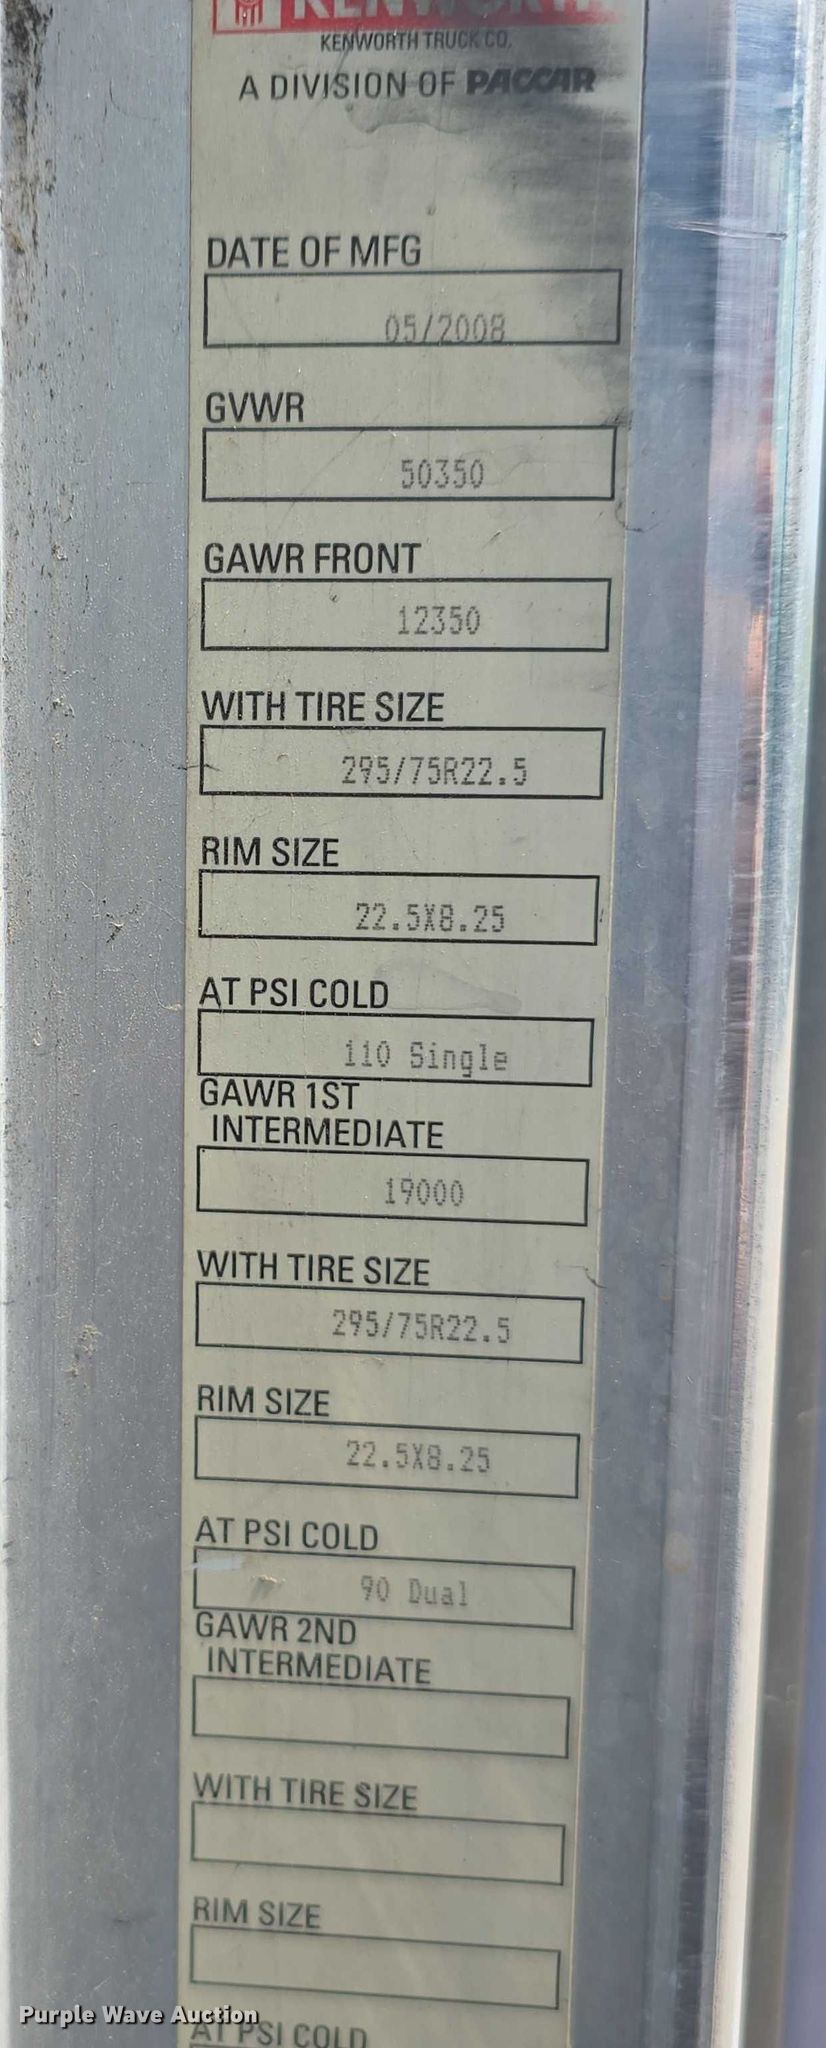 KENWORTH
KENWORTH TRUCK CO.
A DIVISION OF PACCAR
DATE OF MFG
05/2008
GVWR
50350
GAWR FRONT
12350
WITH TIRE SIZE
295/75R22.5
RIM SIZE
22.5X8.25
AT PSI COLD
110 Single
GAWR 1ST
INTERMEDIATE
19000
WITH TIRE SIZE
295/75R22.5
RIM SIZE
22.5X8.25
AT PSI COLD
90 Dual
GAWR 2ND
INTERMEDIATE
WITH TIRE SIZE
RIM SIZE
Purple Wave Auction
AT PSI COLD